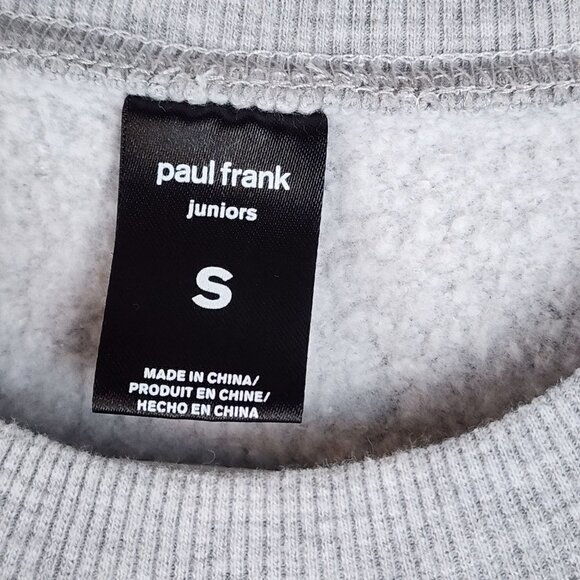 paul frank
juniors
S
MADE IN CHINA/
PRODUIT EN CHINE/
HECHO EN CHINA